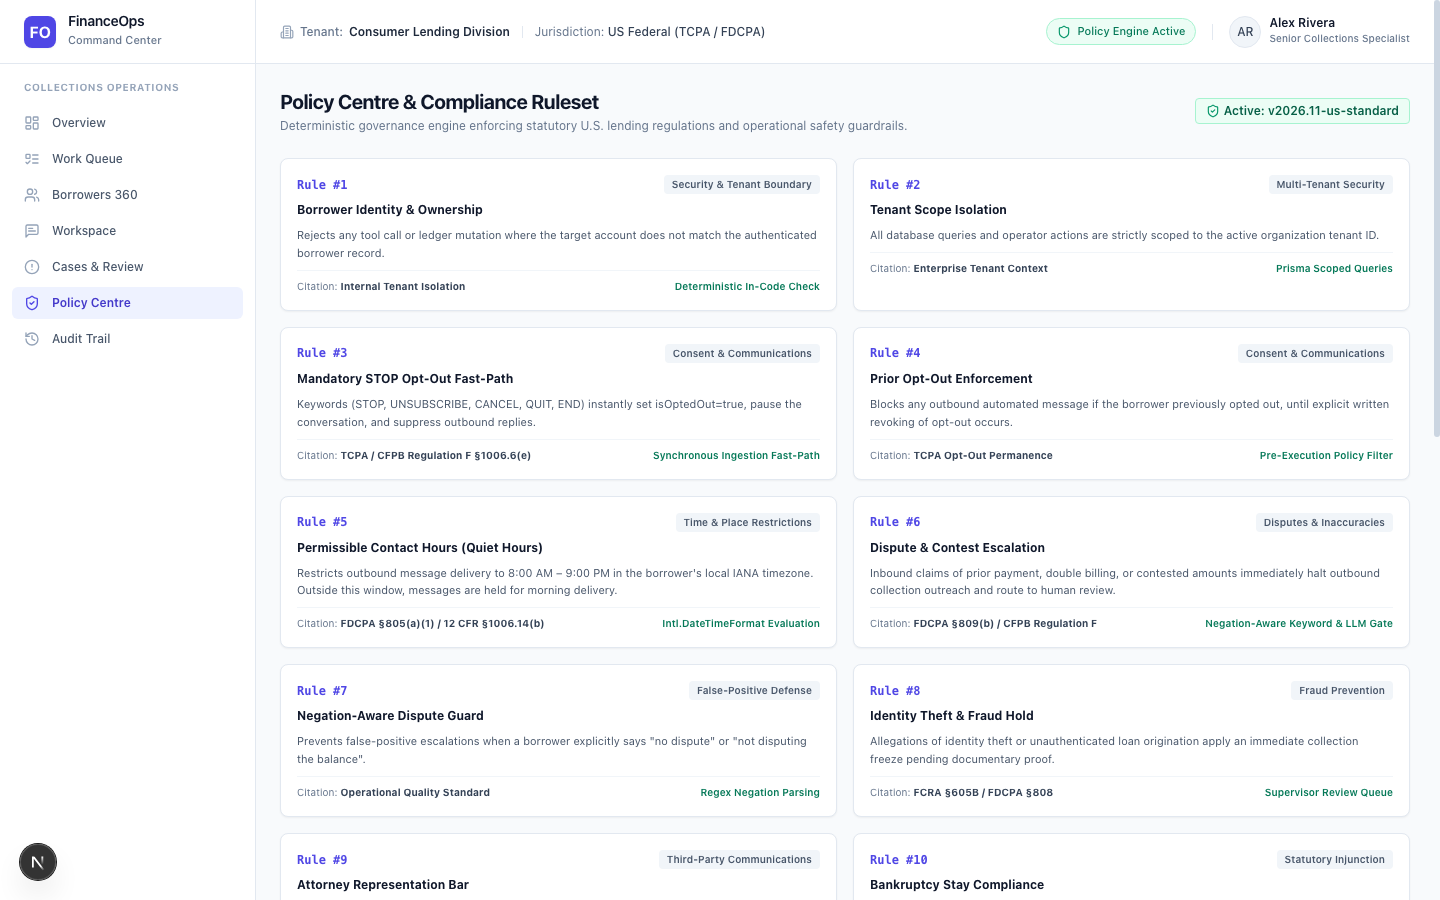 FO
FinanceOps
Command Center
COLLECTIONS OPERATIONS
Overview
Work Queue
Borrowers 360
Workspace
Cases & Review
Policy Centre
Audit Trail
N
Tenant: Consumer Lending Division
Jurisdiction: US Federal (TCPA / FDCPA)
Policy Engine Active
AR
Alex Rivera
Senior Collections Specialist
Policy Centre & Compliance Ruleset
Deterministic governance engine enforcing statutory U.S. lending regulations and operational safety guardrails.
Active: v2026.11-us-standard
Rule #1
Security & Tenant Boundary
Borrower Identity & Ownership
Rejects any tool call or ledger mutation where the target account does not match the authenticated
borrower record.
Citation: Internal Tenant Isolation
Deterministic In-Code Check
Rule #2
Multi-Tenant Security
Tenant Scope Isolation
All database queries and operator actions are strictly scoped to the active organization tenant ID.
Citation: Enterprise Tenant Context
Prisma Scoped Queries
Rule #3
Consent & Communications
Mandatory STOP Opt-Out Fast-Path
Keywords (STOP, UNSUBSCRIBE, CANCEL, QUIT, END) instantly set isOptedOut=true, pause the
conversation, and suppress outbound replies.
Citation: TCPA / CFPB Regulation F §1006.6(e)
Synchronous Ingestion Fast-Path
Rule #4
Consent & Communications
Prior Opt-Out Enforcement
Blocks any outbound automated message if the borrower previously opted out, until explicit written
revoking of opt-out occurs.
Citation: TCPA Opt-Out Permanence
Pre-Execution Policy Filter
Rule #5
Time & Place Restrictions
Permissible Contact Hours (Quiet Hours)
Restricts outbound message delivery to 8:00 AM – 9:00 PM in the borrower's local IANA timezone.
Outside this window, messages are held for morning delivery.
Citation: FDCPA §805(a)(1) / 12 CFR §1006.14(b)
Intl.DateTimeFormat Evaluation
Rule #6
Disputes & Inaccuracies
Dispute & Contest Escalation
Inbound claims of prior payment, double billing, or contested amounts immediately halt outbound
collection outreach and route to human review.
Citation: FDCPA §809(b) / CFPB Regulation F
Negation-Aware Keyword & LLM Gate
Rule #7
False-Positive Defense
Negation-Aware Dispute Guard
Prevents false-positive escalations when a borrower explicitly says "no dispute" or "not disputing
the balance".
Citation: Operational Quality Standard
Regex Negation Parsing
Rule #8
Fraud Prevention
Identity Theft & Fraud Hold
Allegations of identity theft or unauthenticated loan origination apply an immediate collection
freeze pending documentary proof.
Citation: FCRA §605B / FDCPA §808
Supervisor Review Queue
Rule #9
Third-Party Communications
Attorney Representation Bar
Rule #10
Statutory Injunction
Bankruptcy Stay Compliance